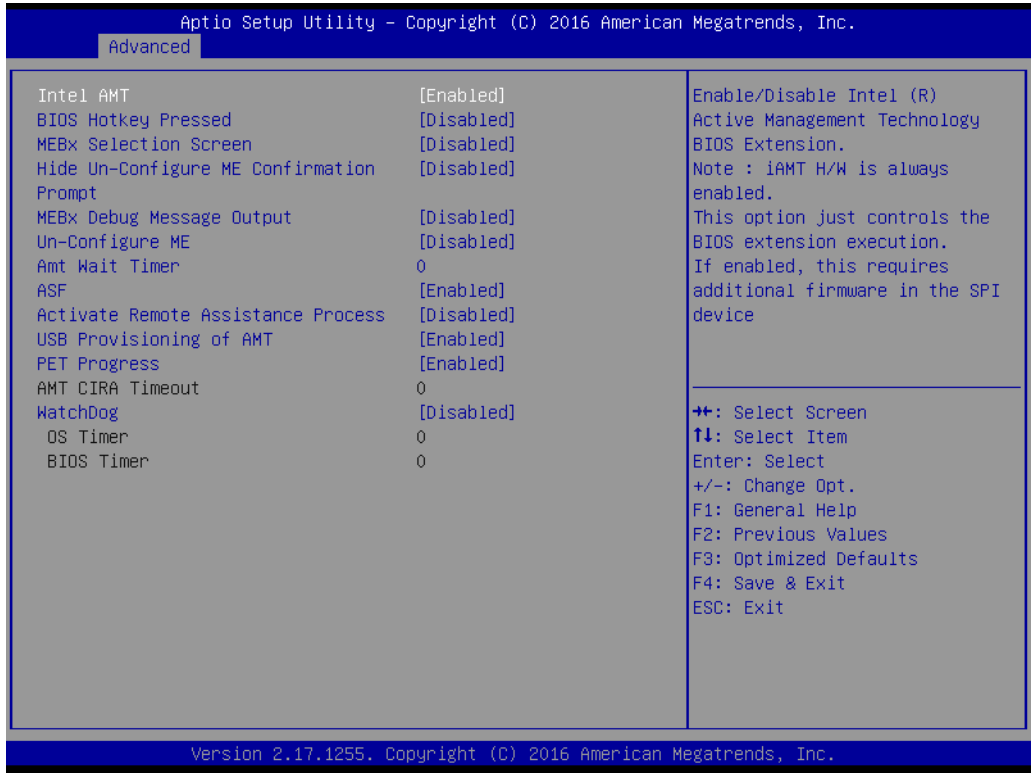 Aptio Setup Utility – Copyright (C) 2016 American Megatrends, Inc.
Advanced
Intel AMT [Enabled]
BIOS Hotkey Pressed [Disabled]
MEBx Selection Screen [Disabled]
Hide Un-Configure ME Confirmation [Disabled]
Prompt
MEBx Debug Message Output [Disabled]
Un-Configure ME [Disabled]
Amt Wait Timer 0
ASF [Enabled]
Activate Remote Assistance Process [Disabled]
USB Provisioning of AMT [Enabled]
PET Progress [Enabled]
AMT CIRA Timeout 0
WatchDog [Disabled]
OS Timer 0
BIOS Timer 0
Enable/Disable Intel (R)
Active Management Technology
BIOS Extension.
Note : iAMT H/W is always
enabled.
This option just controls the
BIOS extension execution.
If enabled, this requires
additional firmware in the SPI
device
→←: Select Screen
↑↓: Select Item
Enter: Select
+/-: Change Opt.
F1: General Help
F2: Previous Values
F3: Optimized Defaults
F4: Save & Exit
ESC: Exit
Version 2.17.1255. Copyright (C) 2016 American Megatrends, Inc.